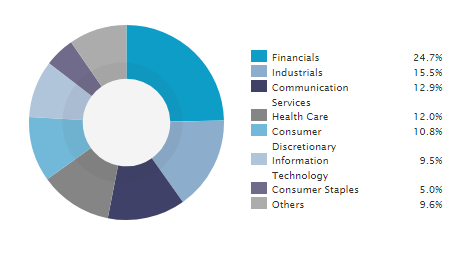 Financials 24.7%
Industrials 15.5%
Communication 12.9%
Services
Health Care 12.0%
Consumer 10.8%
Discretionary
Information 9.5%
Technology
Consumer Staples 5.0%
Others 9.6%